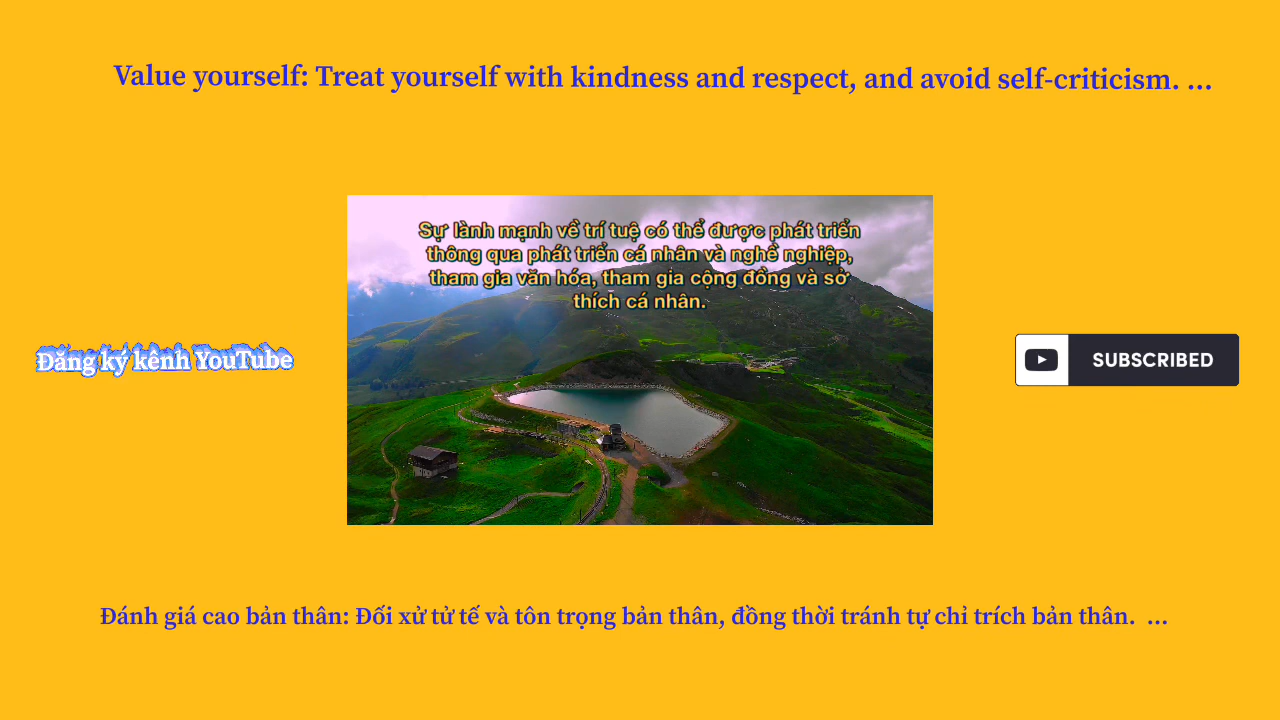 Value yourself: Treat yourself with kindness and respect, and avoid self-criticism. ...
Sự lành mạnh về trí tuệ có thể được phát triển
thông qua phát triển cá nhân và nghề nghiệp,
tham gia văn hóa, tham gia cộng đồng và sở
thích cá nhân.
Đăng ký kênh YouTube
SUBSCRIBED
Đánh giá cao bản thân: Đối xử tử tế và tôn trọng bản thân, đồng thời tránh tự chỉ trích bản thân. ...